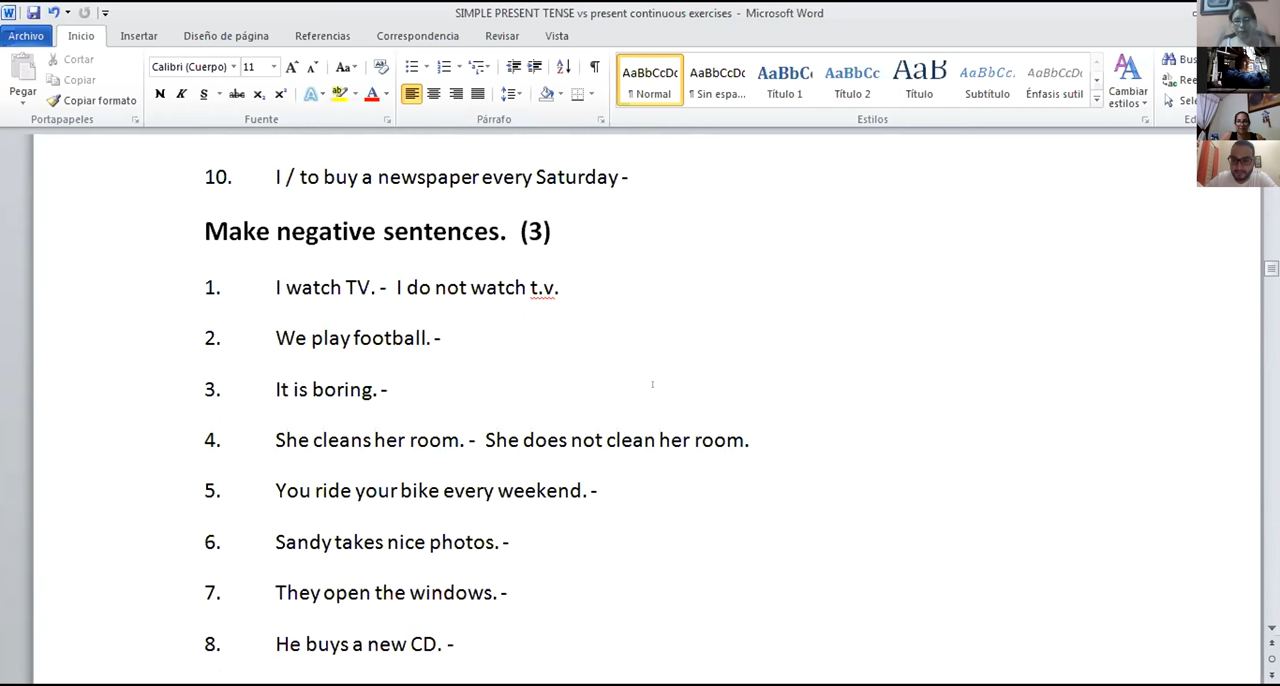 SIMPLE PRESENT TENSE vs present continuous exercises - Microsoft Word
Archivo Inicio Insertar Diseño de página Referencias Correspondencia Revisar Vista
Pegar
Cortar
Copiar
Copiar formato
Portapapeles
Calibri (Cuerpo) 11
N K S abc x₂ x²
Fuente
Párrafo
AaBbCcDc AaBbCcDc AaBbC AaBbCc AaB AaBbCc. AaBbCcDc
¶ Normal ¶ Sin espa... Título 1 Título 2 Título Subtítulo Énfasis sutil
Cambiar estilos
Estilos
10. I / to buy a newspaper every Saturday -
Make negative sentences. (3)
1. I watch TV. - I do not watch t.v.
2. We play football. -
3. It is boring. -
4. She cleans her room. - She does not clean her room.
5. You ride your bike every weekend. -
6. Sandy takes nice photos. -
7. They open the windows. -
8. He buys a new CD. -